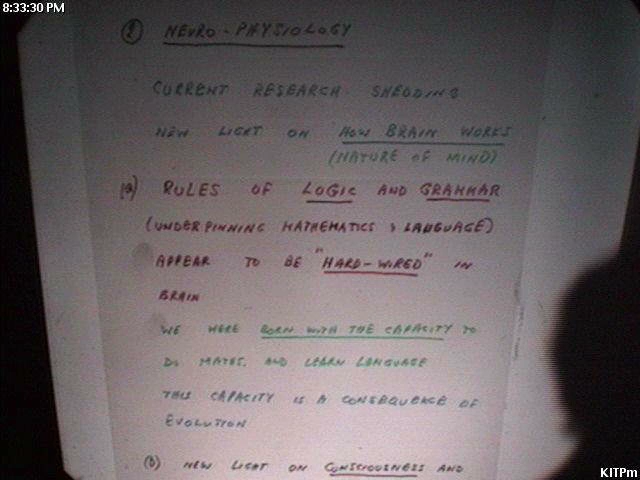 8:33:30 PM
② NEURO-PHYSIOLOGY
CURRENT RESEARCH SHEDDING
NEW LIGHT ON HOW BRAIN WORKS
(NATURE OF MIND)
(a) RULES OF LOGIC AND GRAMMAR
(UNDERPINNING MATHEMATICS & LANGUAGE)
APPEAR TO BE "HARD-WIRED" IN
BRAIN
WE WERE BORN WITH THE CAPACITY TO
DO MATHS. AND LEARN LANGUAGE
THIS CAPACITY IS A CONSEQUENCE OF
EVOLUTION
(b) NEW LIGHT ON CONSCIOUSNESS AND
KITPm